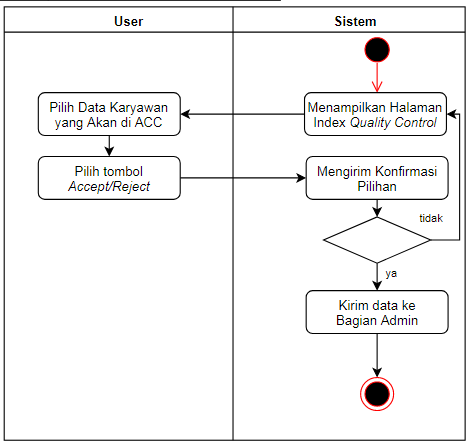 User
Sistem
Menampilkan Halaman
Index Quality Control
Pilih Data Karyawan
yang Akan di ACC
Pilih tombol
Accept/Reject
Mengirim Konfirmasi
Pilihan
tidak
ya
Kirim data ke
Bagian Admin